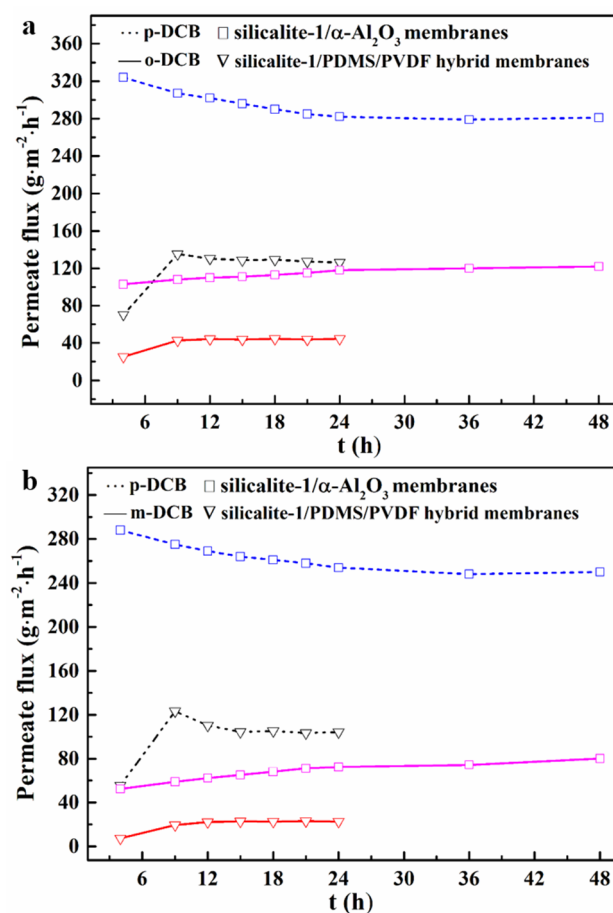 a
p-DCB silicalite-1/α-Al₂O₃ membranes
o-DCB silicalite-1/PDMS/PVDF hybrid membranes
360
320
280
240
200
160
120
80
40
0
Permeate flux (g·m⁻²·h⁻¹)
6 12 18 24 30 36 42 48
t (h)
b
p-DCB silicalite-1/α-Al₂O₃ membranes
m-DCB silicalite-1/PDMS/PVDF hybrid membranes
320
280
240
200
160
120
80
40
0
Permeate flux (g·m⁻²·h⁻¹)
6 12 18 24 30 36 42 48
t (h)